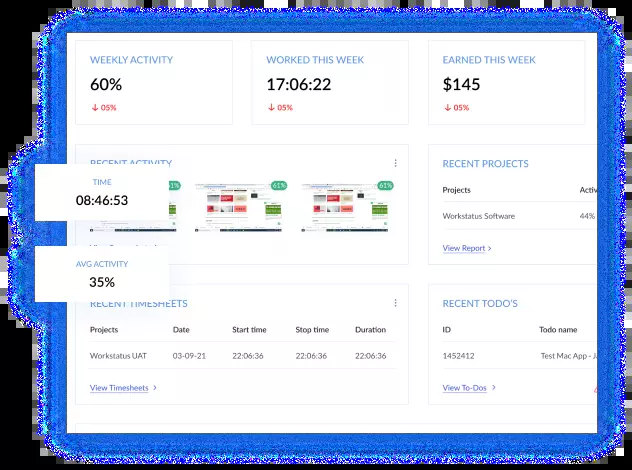 WEEKLY ACTIVITY
60%
↓ 05%
WORKED THIS WEEK
17:06:22
↓ 05%
EARNED THIS WEEK
$145
↓ 05%
RECENT ACTIVITY
TIME
08:46:53
61%
61%
61%
AVG ACTIVITY
35%
RECENT PROJECTS
Projects Activ
Workstatus Software 44%
View Report >
RECENT TIMESHEETS
Projects Date Start time Stop time Duration
Workstatus UAT 03-09-21 22:06:36 22:06:36 22:06:36
View Timesheets >
RECENT TODO'S
ID Todo name
1452412 Test Mac App - Ja
View To-Dos >